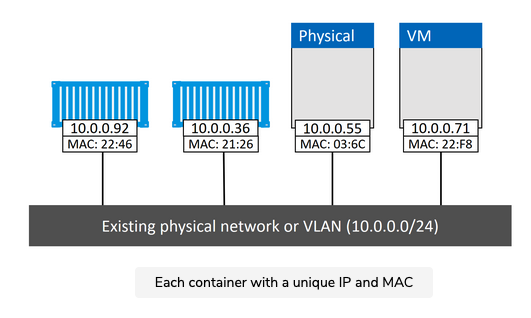 Physical
VM
10.0.0.92
MAC: 22:46
10.0.0.36
MAC: 21:26
10.0.0.55
MAC: 03:6C
10.0.0.71
MAC: 22:F8
Existing physical network or VLAN (10.0.0.0/24)
Each container with a unique IP and MAC